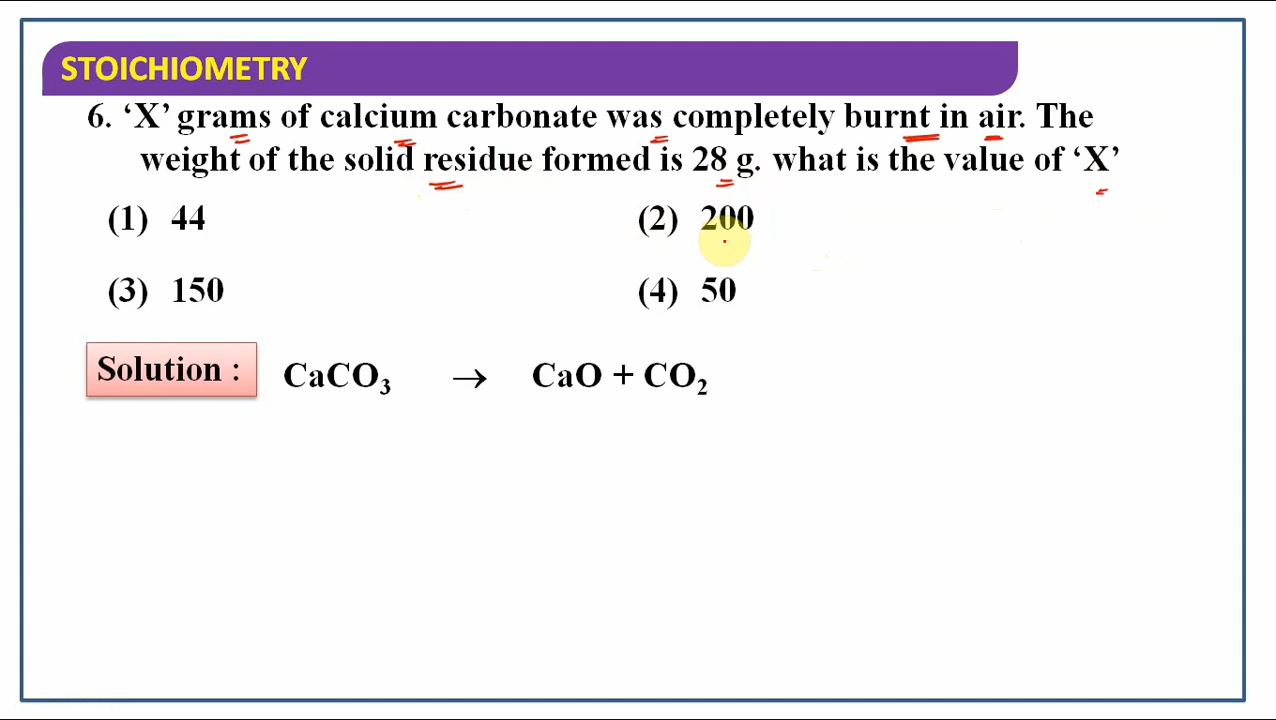 STOICHIOMETRY
6. ‘X’ grams of calcium carbonate was completely burnt in air. The
weight of the solid residue formed is 28 g. what is the value of ‘X’
(1) 44 (2) 200
(3) 150 (4) 50
Solution : CaCO₃ → CaO + CO₂